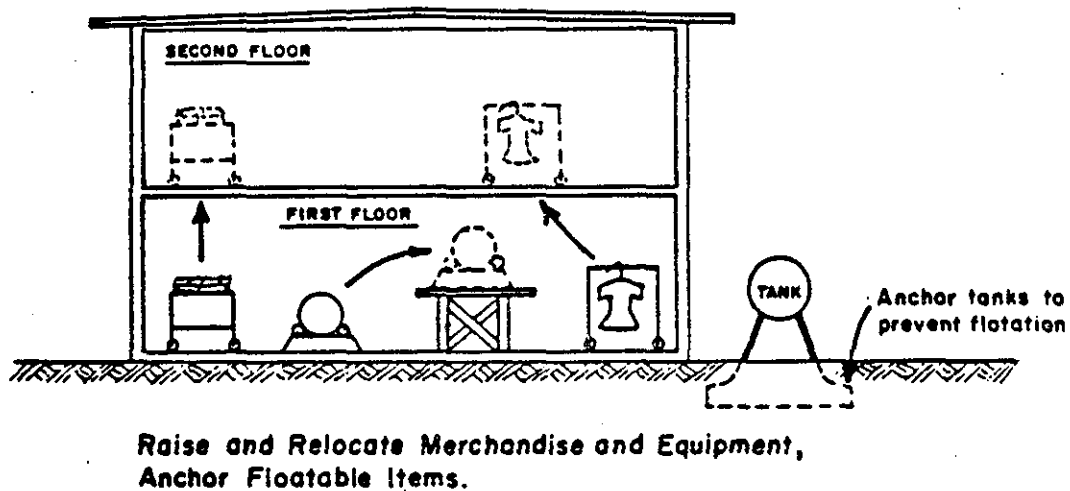 SECOND FLOOR
FIRST FLOOR
TANK
Anchor tanks to
prevent flotation
Raise and Relocate Merchandise and Equipment,
Anchor Floatable Items.